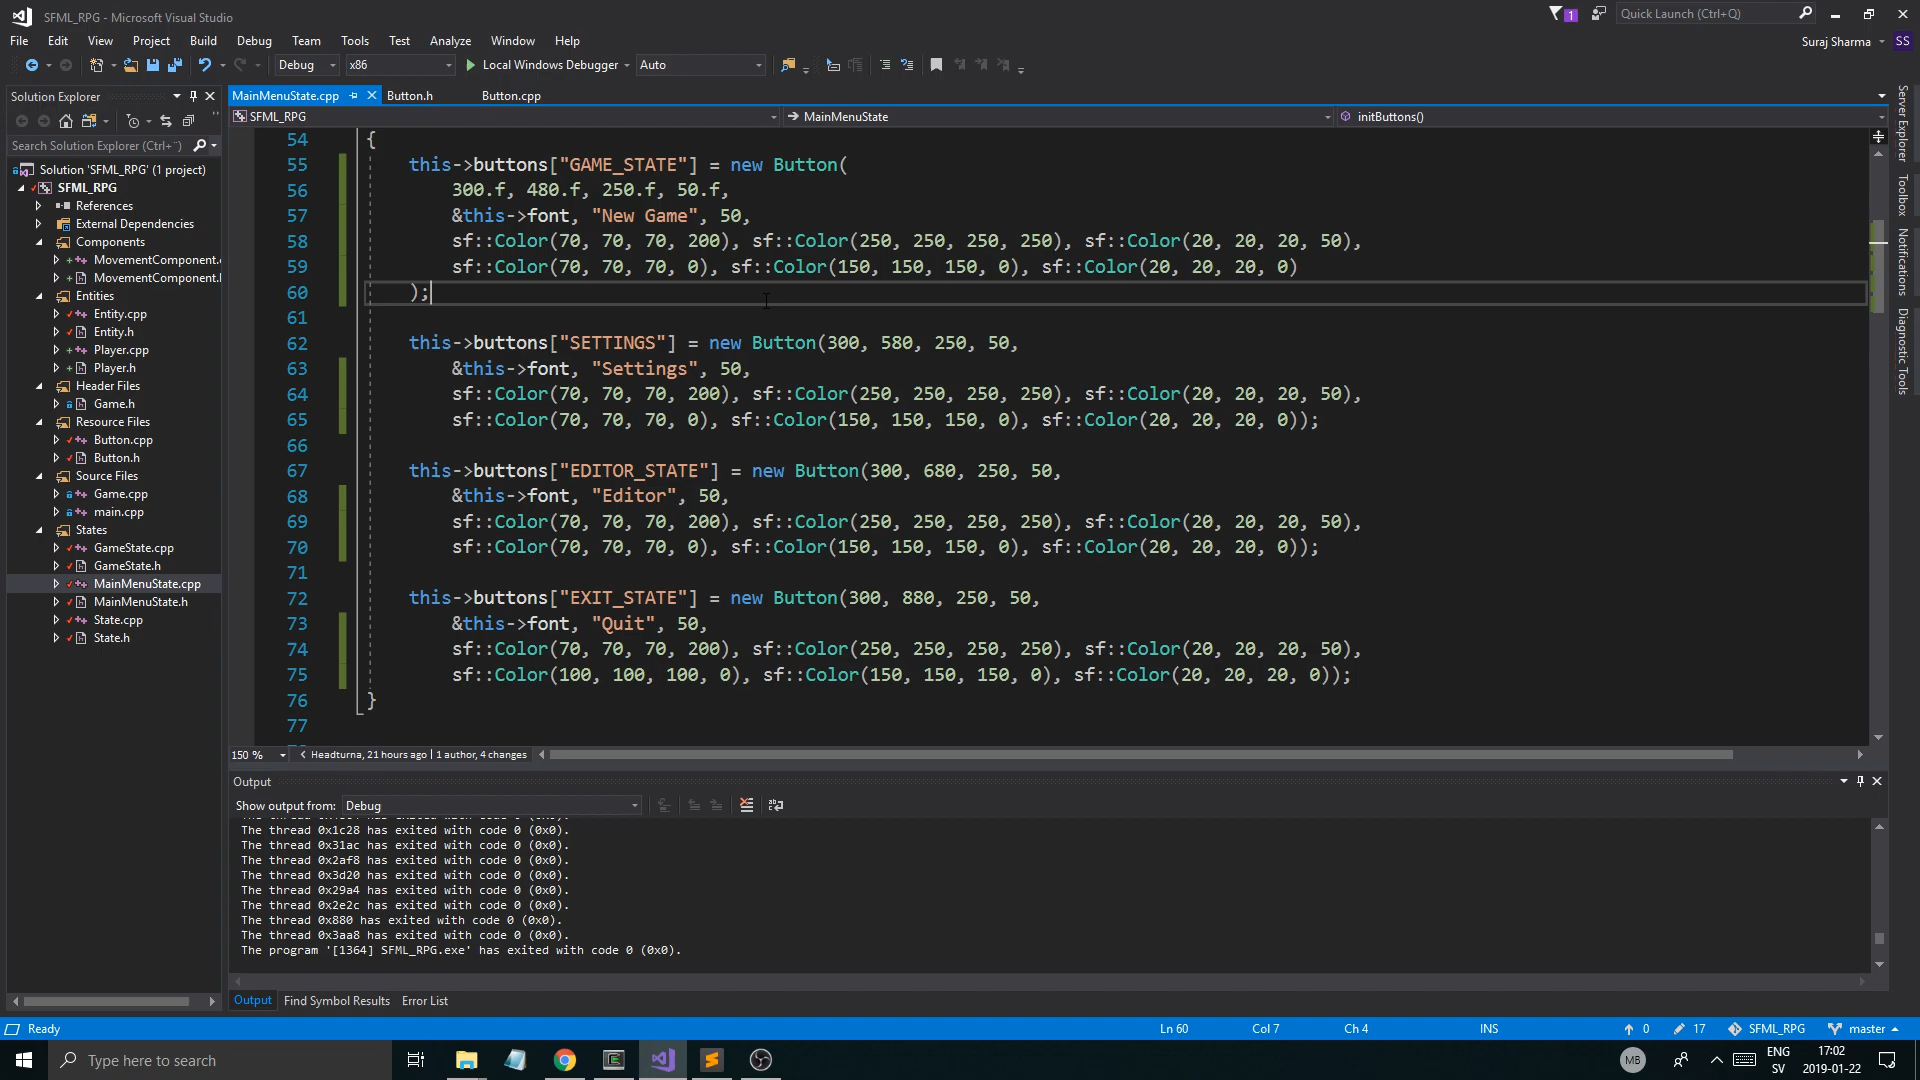 SFML_RPG - Microsoft Visual Studio
1
Quick Launch (Ctrl+Q)
File Edit View Project Build Debug Team Tools Test Analyze Window Help
Suraj Sharma
SS
Debug x86 Local Windows Debugger Auto
Solution Explorer
MainMenuState.cpp Button.h Button.cpp
SFML_RPG MainMenuState initButtons()
Search Solution Explorer (Ctrl+¨)
Solution 'SFML_RPG' (1 project)
SFML_RPG
References
External Dependencies
Components
MovementComponent.
MovementComponent.h
Entities
Entity.cpp
Entity.h
Player.cpp
Player.h
Header Files
Game.h
Resource Files
Button.cpp
Button.h
Source Files
Game.cpp
main.cpp
States
GameState.cpp
GameState.h
MainMenuState.cpp
MainMenuState.h
State.cpp
State.h
54 {
55 this->buttons["GAME_STATE"] = new Button(
56 300.f, 480.f, 250.f, 50.f,
57 &this->font, "New Game", 50,
58 sf::Color(70, 70, 70, 200), sf::Color(250, 250, 250, 250), sf::Color(20, 20, 20, 50),
59 sf::Color(70, 70, 70, 0), sf::Color(150, 150, 150, 0), sf::Color(20, 20, 20, 0)
60 );
61
62 this->buttons["SETTINGS"] = new Button(300, 580, 250, 50,
63 &this->font, "Settings", 50,
64 sf::Color(70, 70, 70, 200), sf::Color(250, 250, 250, 250), sf::Color(20, 20, 20, 50),
65 sf::Color(70, 70, 70, 0), sf::Color(150, 150, 150, 0), sf::Color(20, 20, 20, 0));
66
67 this->buttons["EDITOR_STATE"] = new Button(300, 680, 250, 50,
68 &this->font, "Editor", 50,
69 sf::Color(70, 70, 70, 200), sf::Color(250, 250, 250, 250), sf::Color(20, 20, 20, 50),
70 sf::Color(70, 70, 70, 0), sf::Color(150, 150, 150, 0), sf::Color(20, 20, 20, 0));
71
72 this->buttons["EXIT_STATE"] = new Button(300, 880, 250, 50,
73 &this->font, "Quit", 50,
74 sf::Color(70, 70, 70, 200), sf::Color(250, 250, 250, 250), sf::Color(20, 20, 20, 50),
75 sf::Color(100, 100, 100, 0), sf::Color(150, 150, 150, 0), sf::Color(20, 20, 20, 0));
76 }
77
150 % Headturna, 21 hours ago | 1 author, 4 changes
Server Explorer
Toolbox
Notifications
Diagnostic Tools
Output
Show output from: Debug
The thread 0x1c28 has exited with code 0 (0x0).
The thread 0x31ac has exited with code 0 (0x0).
The thread 0x2af8 has exited with code 0 (0x0).
The thread 0x3d20 has exited with code 0 (0x0).
The thread 0x29a4 has exited with code 0 (0x0).
The thread 0x2e2c has exited with code 0 (0x0).
The thread 0x880 has exited with code 0 (0x0).
The thread 0x3aa8 has exited with code 0 (0x0).
The program '[1364] SFML_RPG.exe' has exited with code 0 (0x0).
Output Find Symbol Results Error List
Ready Ln 60 Col 7 Ch 4 INS 0 17 SFML_RPG master
Type here to search
MB
ENG
SV
17:02
2019-01-22